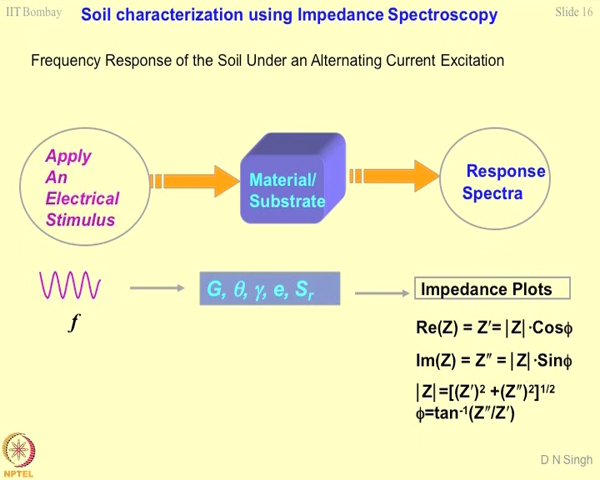 IIT Bombay
Soil characterization using Impedance Spectroscopy
Slide 16
Frequency Response of the Soil Under an Alternating Current Excitation
Apply
An
Electrical
Stimulus
Material/
Substrate
Response
Spectra
f
G, θ, γ, e, Sᵣ
Impedance Plots
Re(Z) = Z′= |Z|·Cosϕ
Im(Z) = Z″ = |Z|·Sinϕ
|Z|=[(Z′)² +(Z″)²]¹/²
ϕ=tan⁻¹(Z″/Z′)
NPTEL
D N Singh